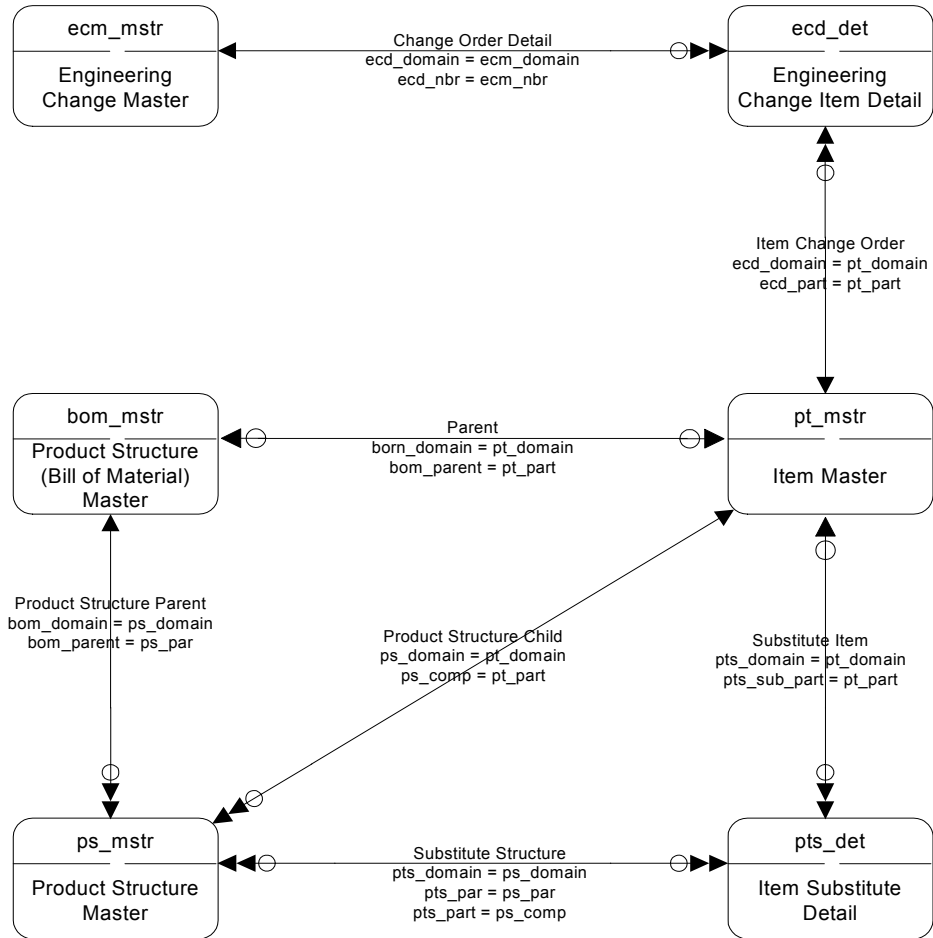 ecm_mstr
Engineering
Change Master
Change Order Detail
ecd_domain = ecm_domain
ecd_nbr = ecm_nbr
ecd_det
Engineering
Change Item Detail
Item Change Order
ecd_domain = pt_domain
ecd_part = pt_part
bom_mstr
Product Structure
(Bill of Material)
Master
Parent
born_domain = pt_domain
bom_parent = pt_part
pt_mstr
Item Master
Product Structure Parent
bom_domain = ps_domain
bom_parent = ps_par
Product Structure Child
ps_domain = pt_domain
ps_comp = pt_part
Substitute Item
pts_domain = pt_domain
pts_sub_part = pt_part
ps_mstr
Product Structure
Master
Substitute Structure
pts_domain = ps_domain
pts_par = ps_par
pts_part = ps_comp
pts_det
Item Substitute
Detail